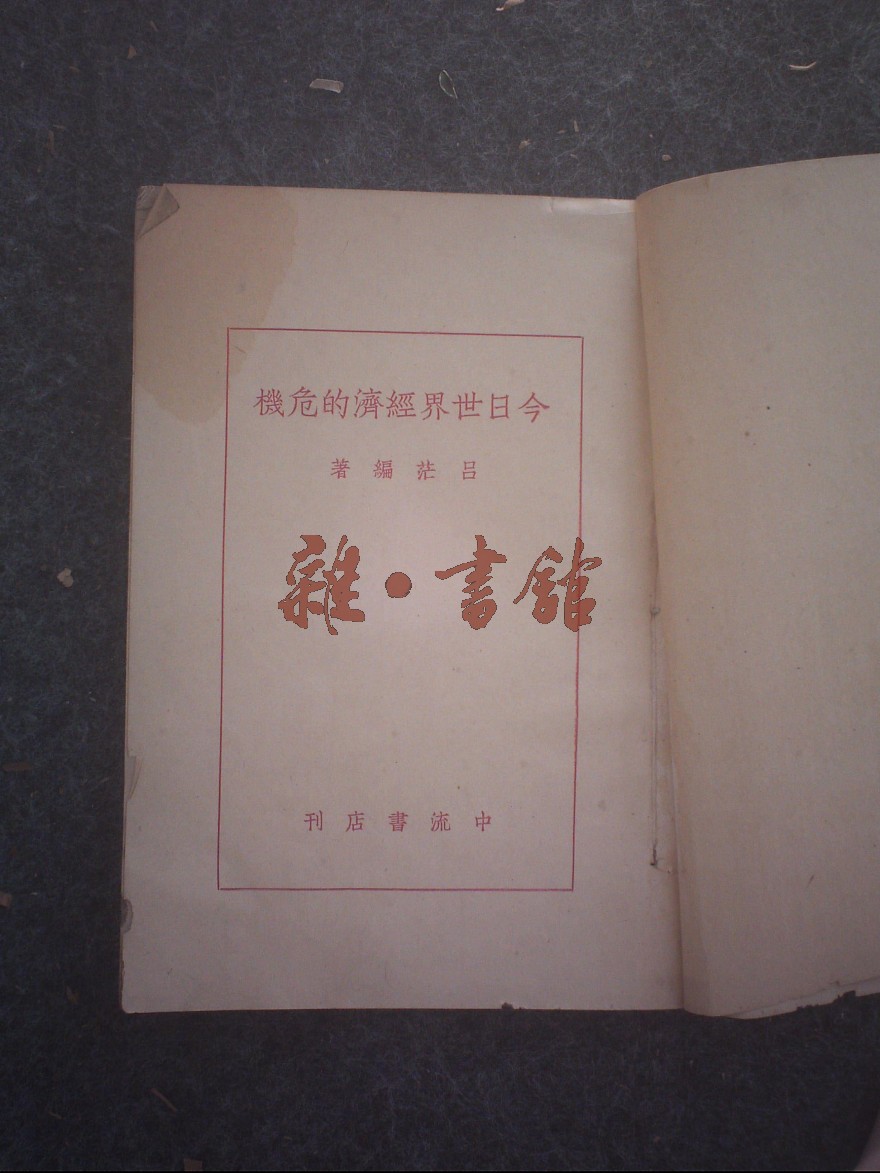 今日世界經濟的危機
呂茫編著
雜·書館
中流書店刊